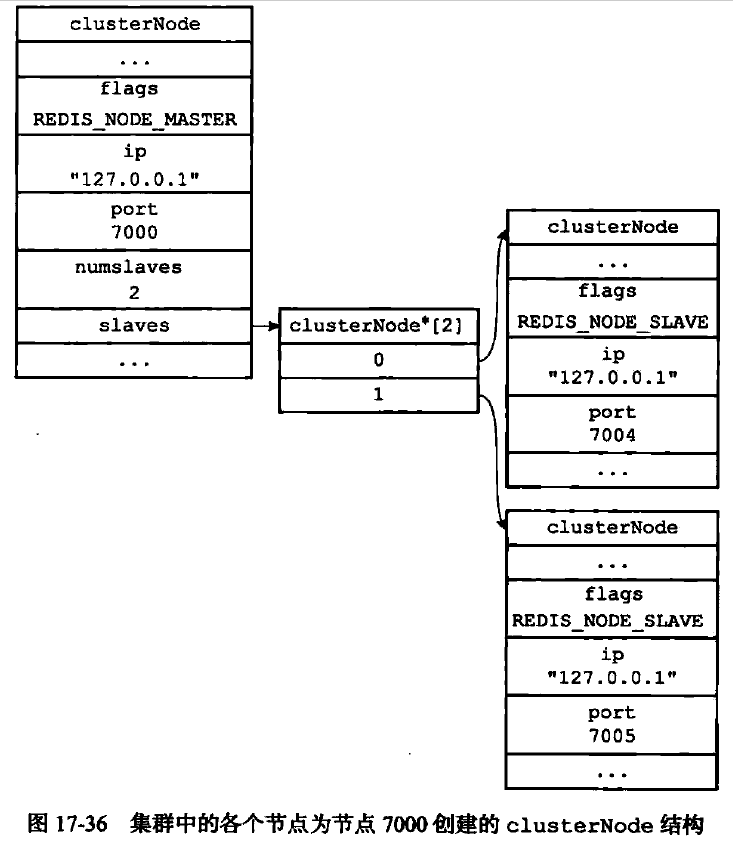 clusterNode
...
flags
REDIS_NODE_MASTER
ip
"127.0.0.1"
port
7000
numslaves
2
slaves
...
clusterNode*[2]
0
1
clusterNode
...
flags
REDIS_NODE_SLAVE
ip
"127.0.0.1"
port
7004
...
clusterNode
...
flags
REDIS_NODE_SLAVE
ip
"127.0.0.1"
port
7005
...
图 17-36 集群中的各个节点为节点 7000 创建的 clusterNode 结构